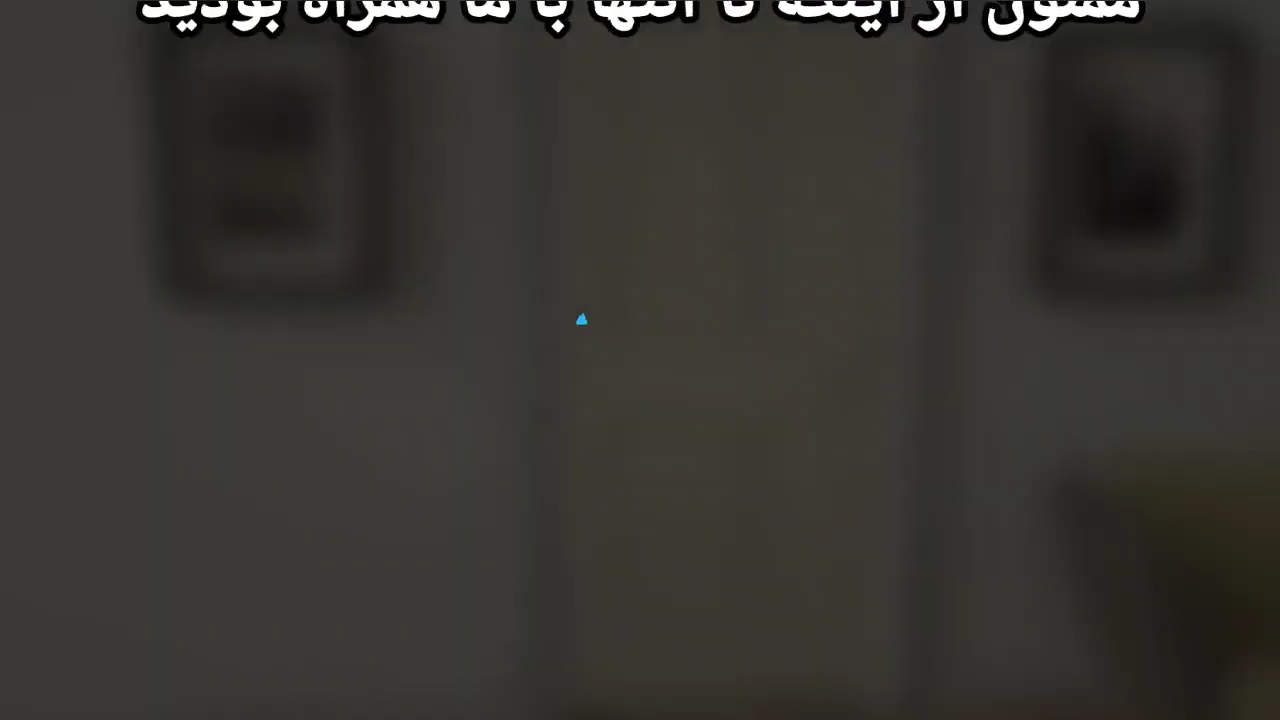 ممنون از اینکه تا انتها با ما همراه بودید